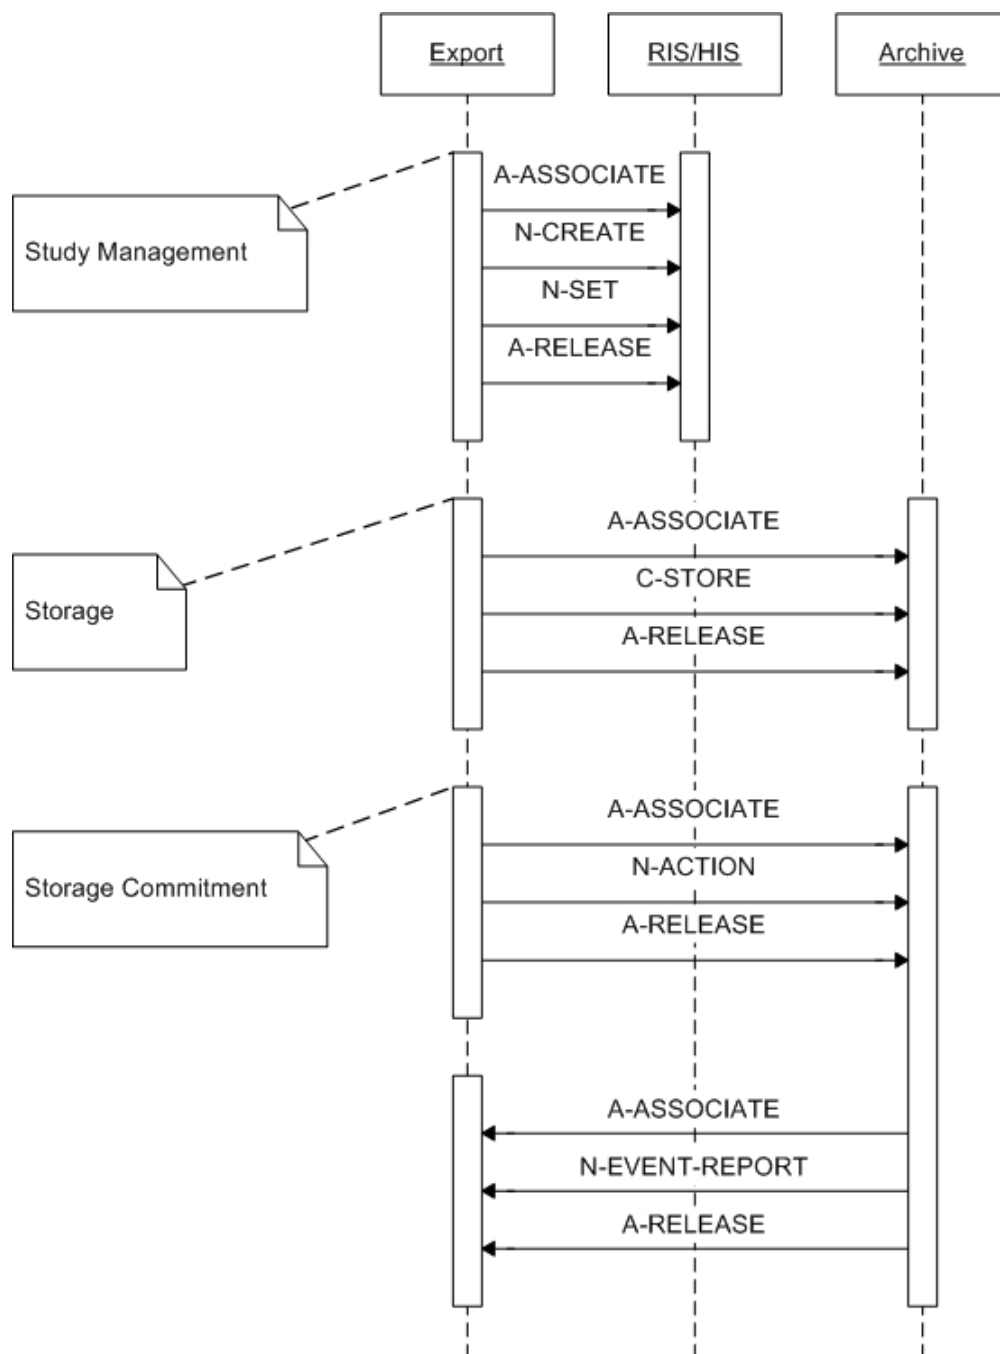 Export
RIS/HIS
Archive
A-ASSOCIATE
N-CREATE
Study Management
N-SET
A-RELEASE
A-ASSOCIATE
C-STORE
Storage
A-RELEASE
A-ASSOCIATE
N-ACTION
Storage Commitment
A-RELEASE
A-ASSOCIATE
N-EVENT-REPORT
A-RELEASE